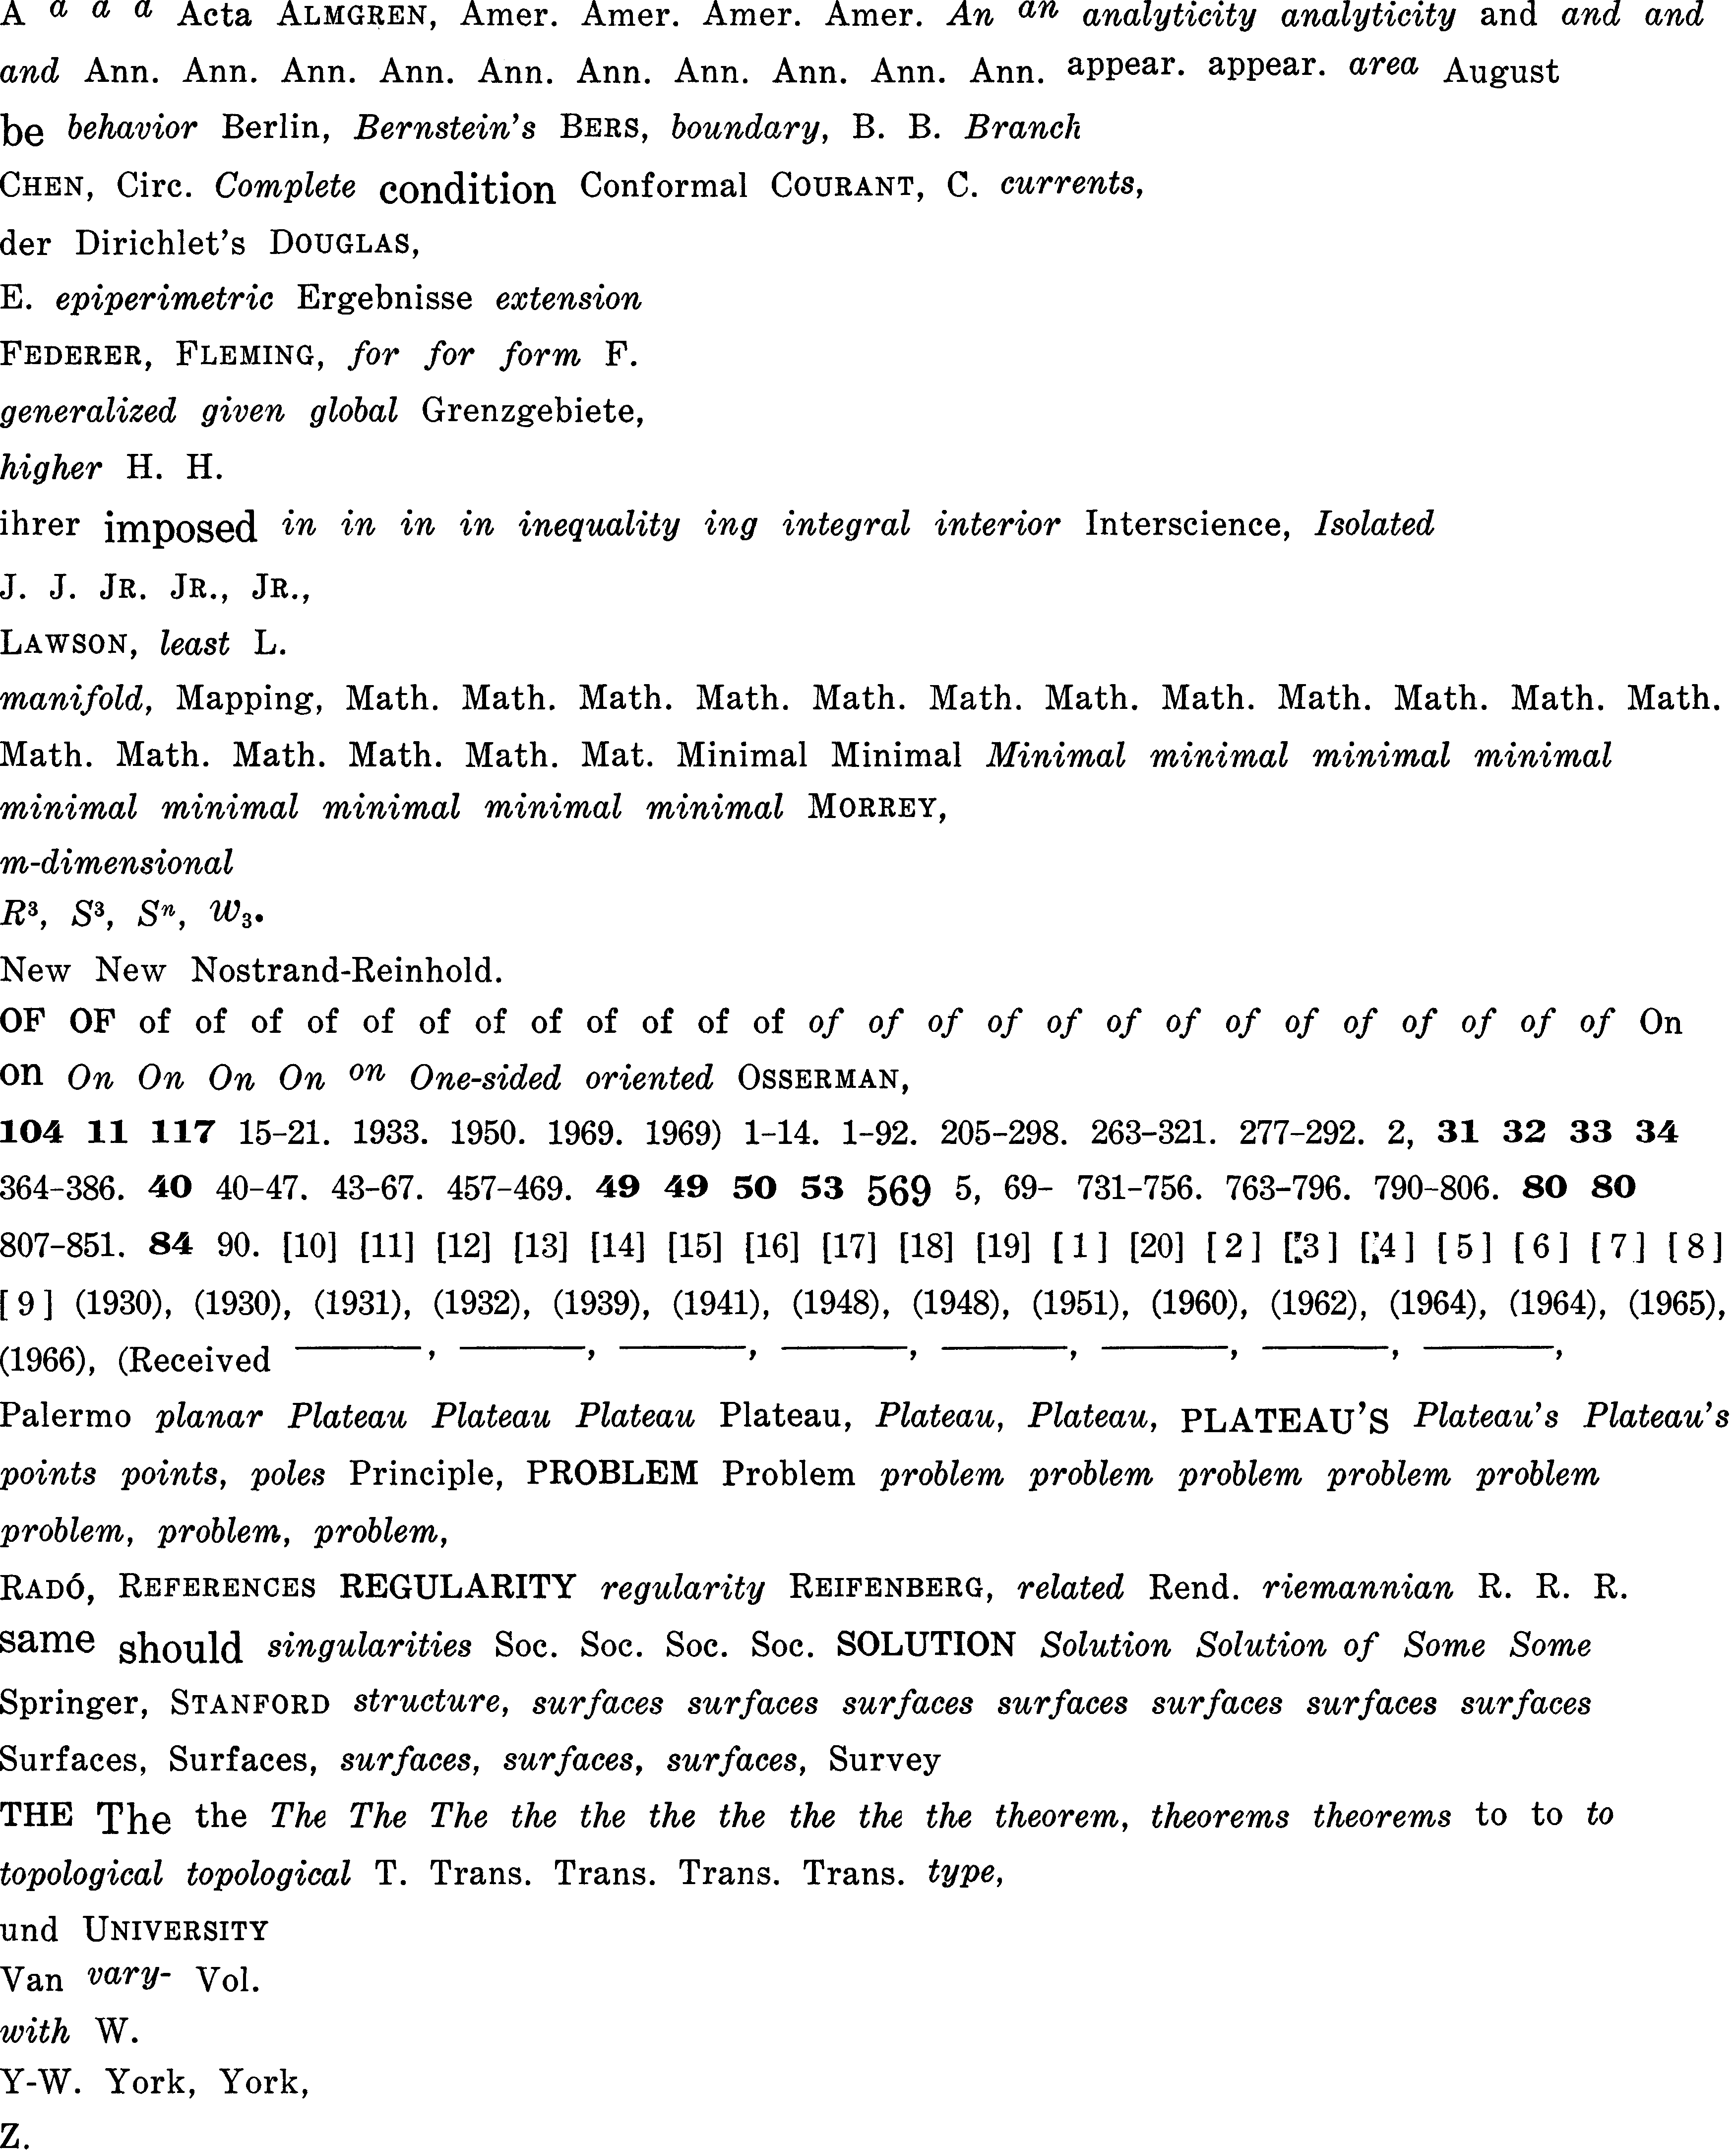 A a a a Acta ALMGREN, Amer. Amer. Amer. Amer. An an analyticity analyticity and and and
and Ann. Ann. Ann. Ann. Ann. Ann. Ann. Ann. Ann. Ann. appear. appear. area August
be behavior Berlin, Bernstein's BERS, boundary, B. B. Branch
CHEN, Circ. Complete condition Conformal COURANT, C. currents,
der Dirichlet's DOUGLAS,
E. epiperimetric Ergebnisse extension
FEDERER, FLEMING, for for form F.
generalized given global Grenzgebiete,
higher H. H.
ihrer imposed in in in in inequality ing integral interior Interscience, Isolated
J. J. JR. JR., JR.,
LAWSON, least L.
manifold, Mapping, Math. Math. Math. Math. Math. Math. Math. Math. Math. Math. Math. Math.
Math. Math. Math. Math. Math. Mat. Minimal Minimal Minimal minimal minimal minimal
minimal minimal minimal minimal minimal MORREY,
m-dimensional
R³, S³, Sⁿ, W₃.
New New Nostrand-Reinhold.
OF OF of of of of of of of of of of of of of of of of of of of of of of of of of of On
on On On On On on One-sided oriented OSSERMAN,
104 11 117 15-21. 1933. 1950. 1969. 1969) 1-14. 1-92. 205-298. 263-321. 277-292. 2, 31 32 33 34
364-386. 40 40-47. 43-67. 457-469. 49 49 50 53 569 5, 69- 731-756. 763-796. 790-806. 80 80
807-851. 84 90. [10] [11] [12] [13] [14] [15] [16] [17] [18] [19] [1] [20] [2] [3] [4] [5] [6] [7] [8]
[9] (1930), (1930), (1931), (1932), (1939), (1941), (1948), (1948), (1951), (1960), (1962), (1964), (1964), (1965),
(1966), (Received ———, ———, ———, ———, ———, ———, ———, ———,
Palermo planar Plateau Plateau Plateau Plateau, Plateau, Plateau, PLATEAU'S Plateau's Plateau's
points points, poles Principle, PROBLEM Problem problem problem problem problem problem
problem, problem, problem,
RADÓ, REFERENCES REGULARITY regularity REIFENBERG, related Rend. riemannian R. R. R.
same should singularities Soc. Soc. Soc. Soc. SOLUTION Solution Solution of Some Some
Springer, STANFORD structure, surfaces surfaces surfaces surfaces surfaces surfaces surfaces
Surfaces, Surfaces, surfaces, surfaces, surfaces, Survey
THE The the The The The the the the the the the the theorem, theorems theorems to to to
topological topological T. Trans. Trans. Trans. Trans. type,
und UNIVERSITY
Van vary- Vol.
with W.
Y-W. York, York,
Z.